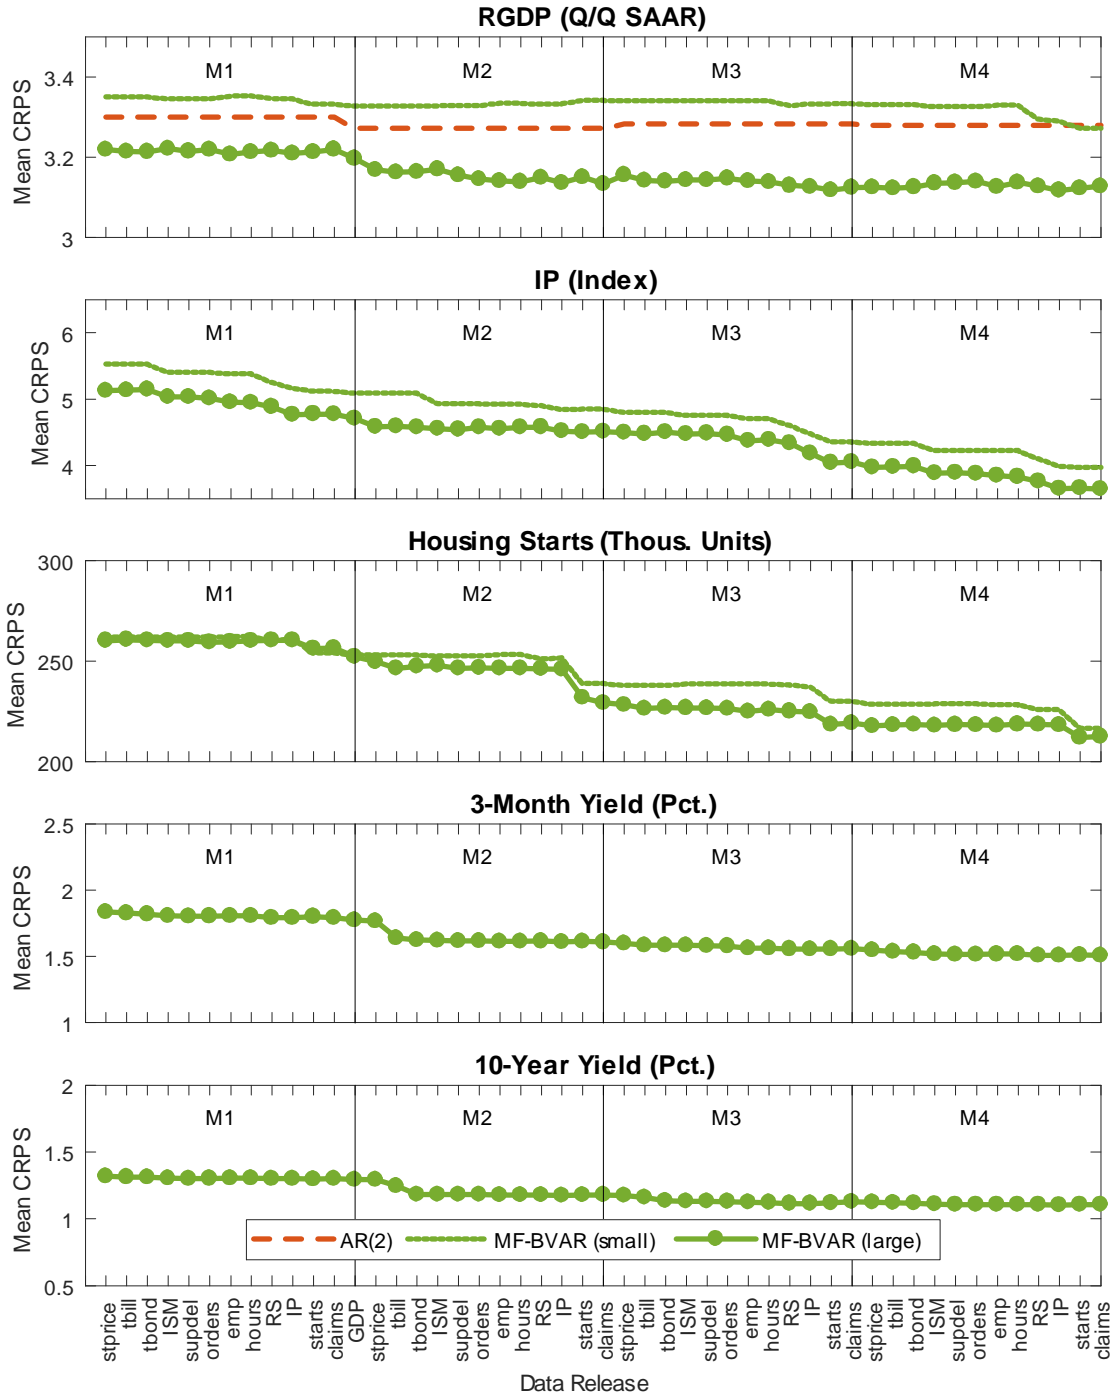 RGDP (Q/Q SAAR)
M1 M2 M3 M4
Mean CRPS
3.4
3.2
3
IP (Index)
M1 M2 M3 M4
Mean CRPS
6
5
4
Housing Starts (Thous. Units)
M1 M2 M3 M4
Mean CRPS
300
250
200
3-Month Yield (Pct.)
M1 M2 M3 M4
Mean CRPS
2.5
2
1.5
1
10-Year Yield (Pct.)
M1 M2 M3 M4
Mean CRPS
2
1.5
1
0.5
AR(2) MF-BVAR (small) MF-BVAR (large)
stprice
tbill
tbond
ISM
supdel
orders
emp
hours
RS
IP
starts
claims
GDP
stprice
tbill
tbond
ISM
supdel
orders
emp
hours
RS
IP
starts
claims
stprice
tbill
tbond
ISM
supdel
orders
emp
hours
RS
IP
starts
claims
stprice
tbill
tbond
ISM
supdel
orders
emp
hours
RS
IP
starts
claims
Data Release